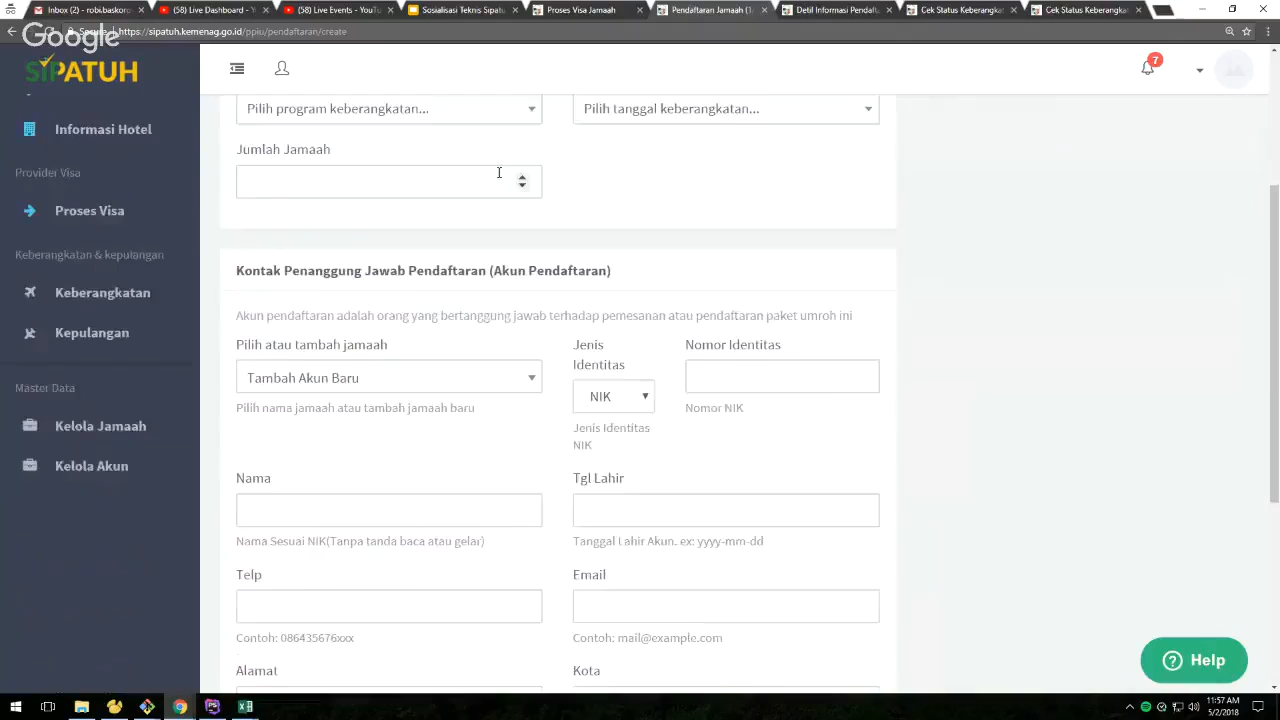 Inbox (2) - robibaskoro
(58) Live Dashboard - Y
(58) Live Events - YouT
Sosialisasi Teknis Sipatuh
Proses Visa Jamaah
Pendaftaran Jamaah (1
Detil Informasi Pendaft
Cek Status Keberangkat
Cek Status Keberangkat
https://sipatuh.kemenag.go.id/ppiu/pendaftaran/create
Google
SIPATUH
7
Informasi Hotel
Provider Visa
Proses Visa
Keberangkatan & kepulangan
Keberangkatan
Kepulangan
Master Data
Kelola Jamaah
Kelola Akun
Pilih program keberangkatan...
Pilih tanggal keberangkatan...
Jumlah Jamaah
Kontak Penanggung Jawab Pendaftaran (Akun Pendaftaran)
Akun pendaftaran adalah orang yang bertanggung jawab terhadap pemesanan atau pendaftaran paket umroh ini
Pilih atau tambah jamaah
Jenis
Identitas
Nomor Identitas
Tambah Akun Baru
NIK
Pilih nama jamaah atau tambah jamaah baru
Jenis Identitas
NIK
Nomor NIK
Nama
Tgl Lahir
Nama Sesuai NIK(Tanpa tanda baca atau gelar)
Tanggal Lahir Akun. ex: yyyy-mm-dd
Telp
Email
Contoh: 086435676xxx
Contoh: mail@example.com
Alamat
Kota
Help
11:57 AM
5/2/2018